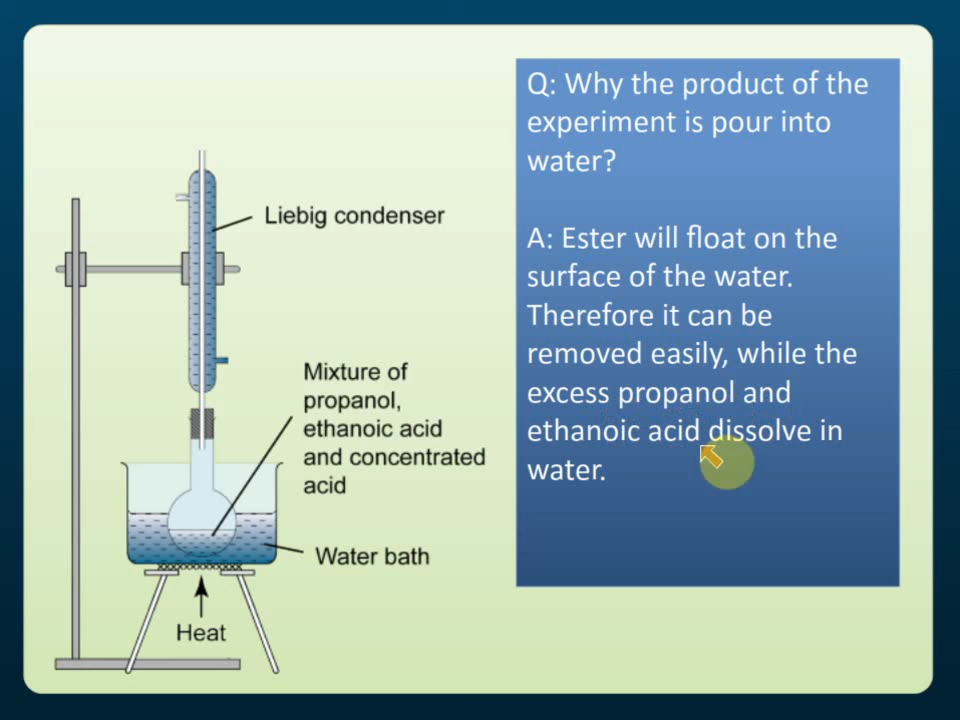 Q: Why the product of the
experiment is pour into
water?
A: Ester will float on the
surface of the water.
Therefore it can be
removed easily, while the
excess propanol and
ethanoic acid dissolve in
water.
Liebig condenser
Mixture of
propanol,
ethanoic acid
and concentrated
acid
Water bath
Heat